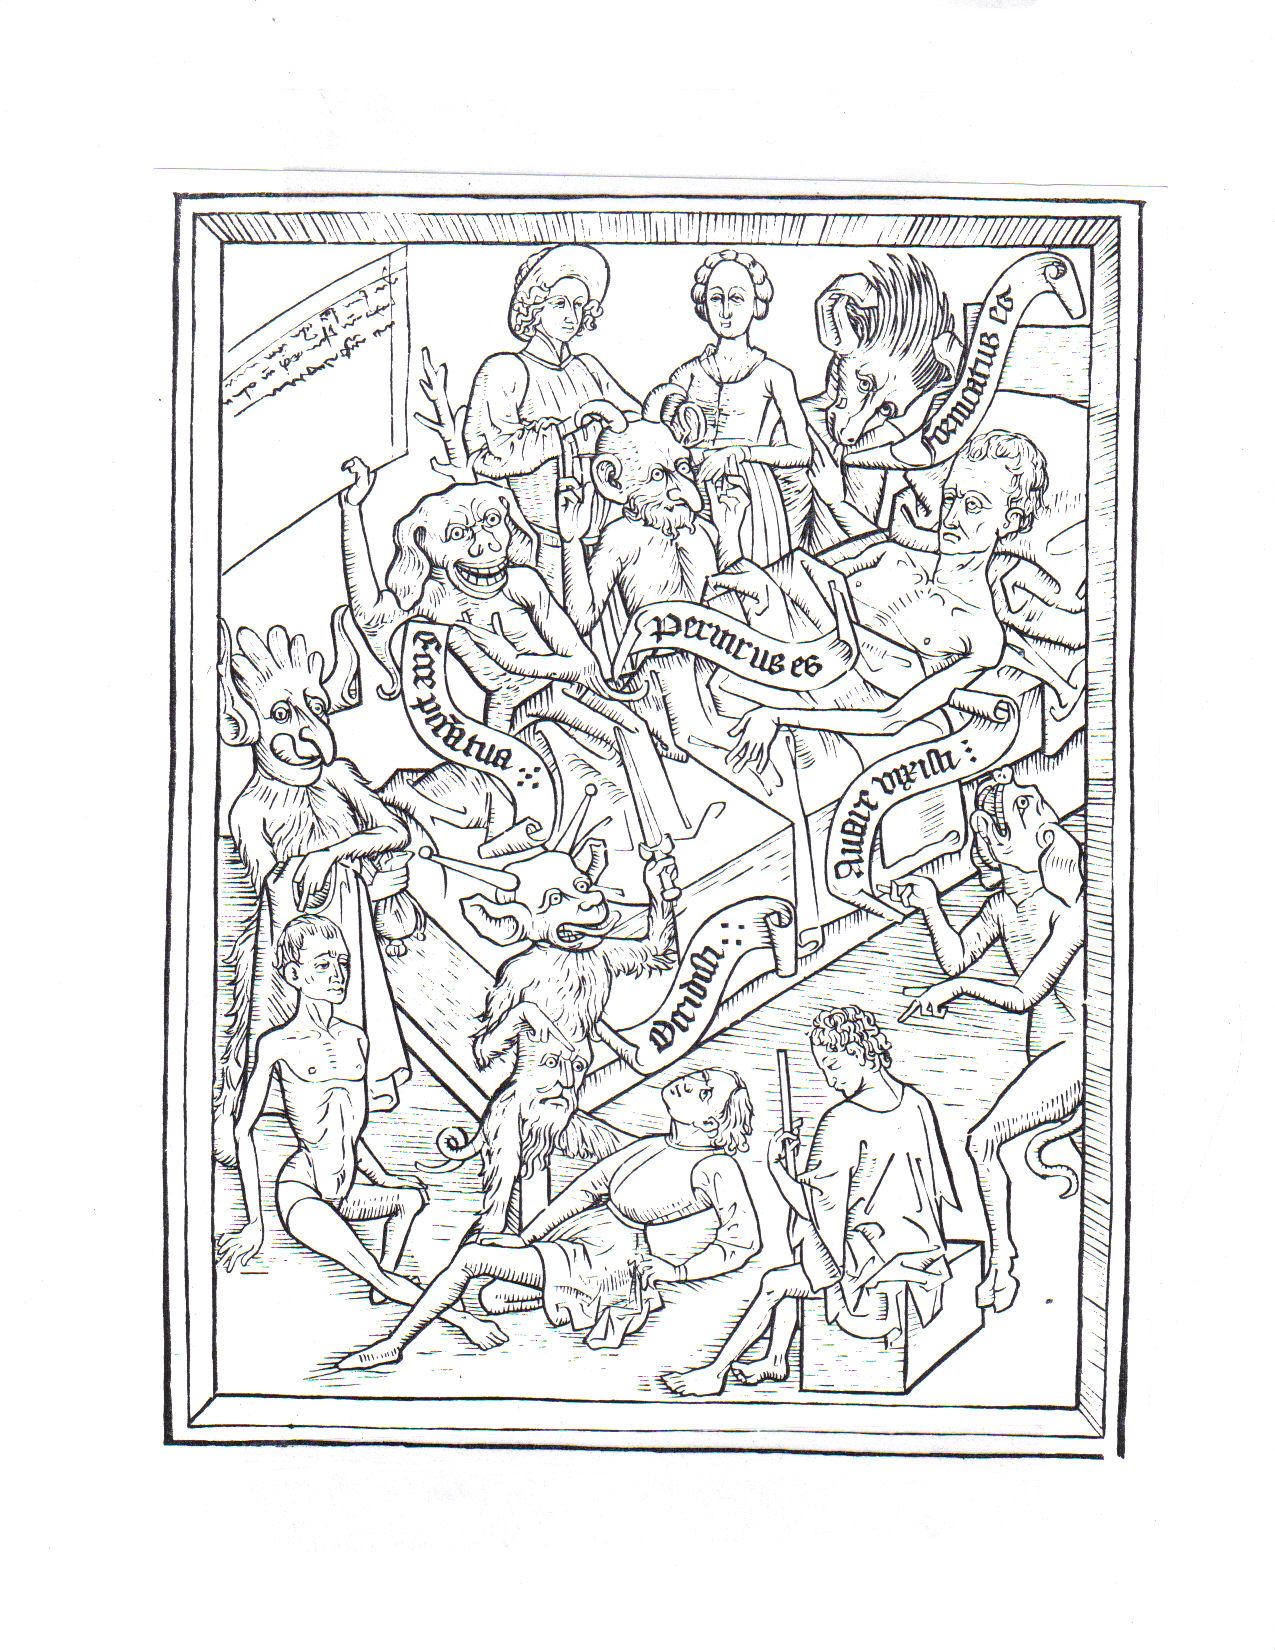 Fornicatus es
Periurus es
Ecce pctā tua
Auare vixisti
Occidisti